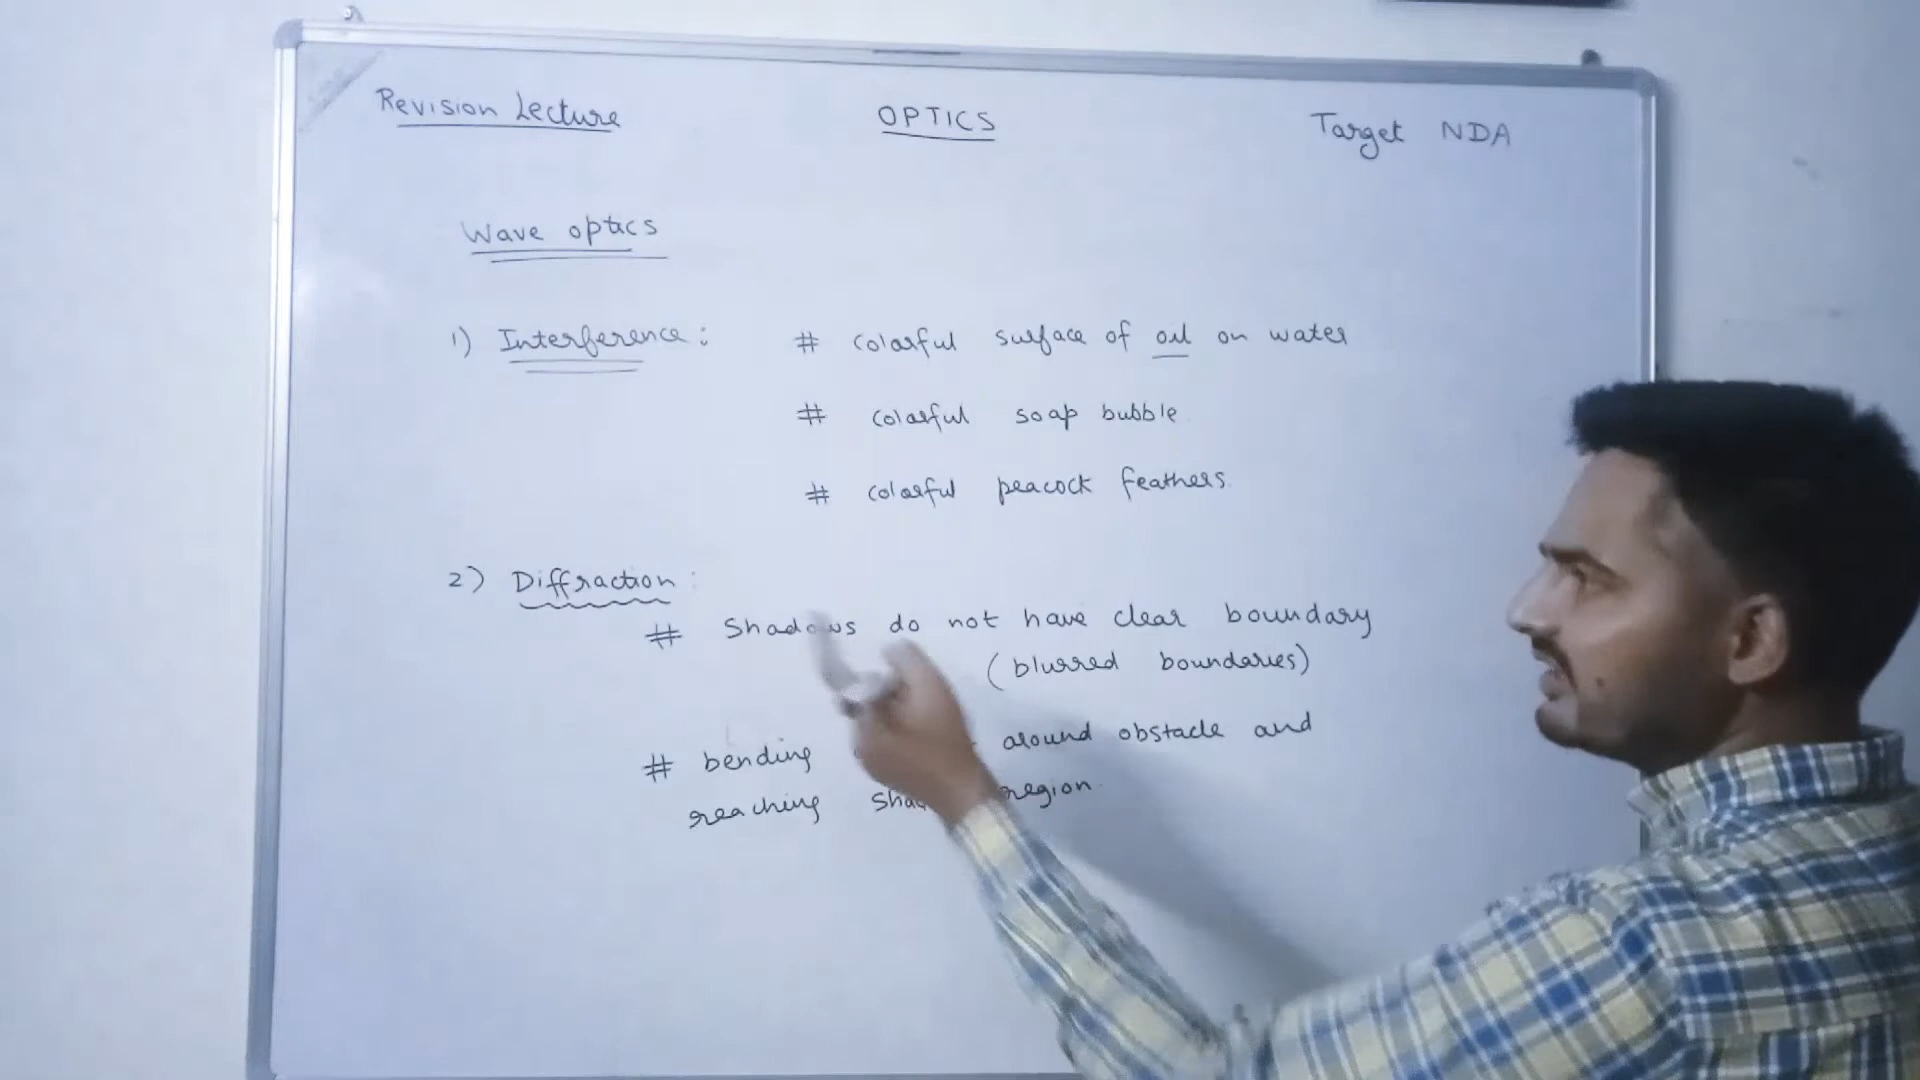 Revision Lecture
OPTICS
Target NDA
Wave optics
1) Interference :
# colorful surface of oil on water
# colorful soap bubble
# colorful peacock feathers.
2) Diffraction :
# Shadows do not have clear boundary
(blurred boundaries)
# bending around obstacle and
reaching region.